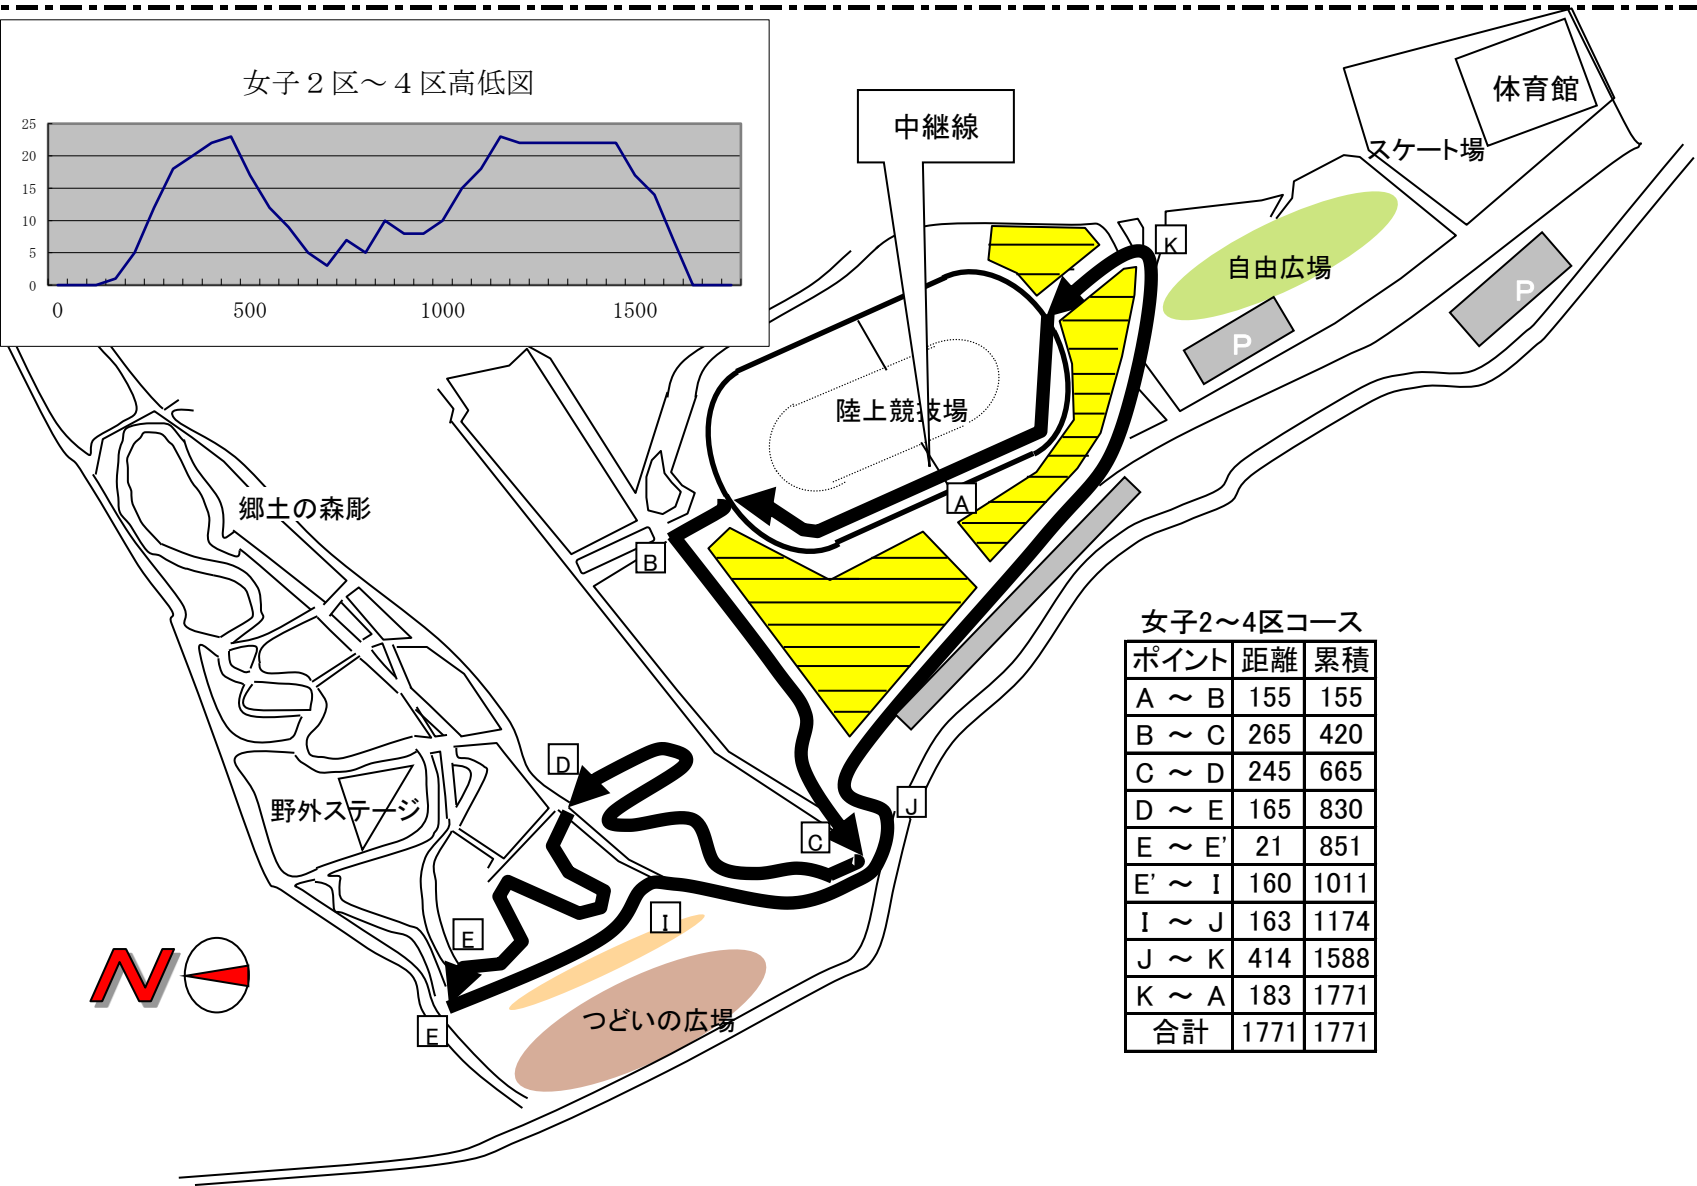 女子２区～４区高低図
25
20
15
10
5
0
0 500 1000 1500
中継線
体育館
スケート場
K
自由広場
P
P
陸上競技場
A
B
郷土の森彫
D
野外ステージ
J
C
I
E
E
N
つどいの広場
女子2～4区コース
ポイント 距離 累積
A ～ B 155 155
B ～ C 265 420
C ～ D 245 665
D ～ E 165 830
E ～ E' 21 851
E' ～ I 160 1011
I ～ J 163 1174
J ～ K 414 1588
K ～ A 183 1771
合計 1771 1771